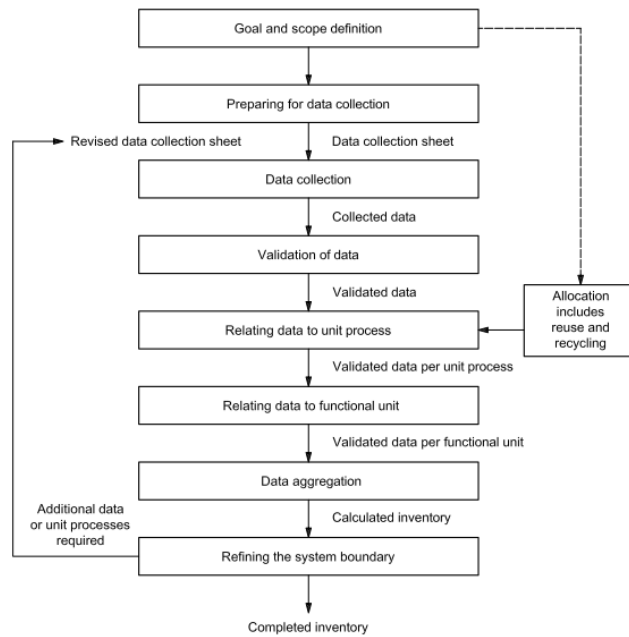 Goal and scope definition
Preparing for data collection
Revised data collection sheet
Data collection sheet
Data collection
Collected data
Validation of data
Validated data
Allocation
includes
reuse and
recycling
Relating data to unit process
Validated data per unit process
Relating data to functional unit
Validated data per functional unit
Data aggregation
Additional data
or unit processes
required
Calculated inventory
Refining the system boundary
Completed inventory